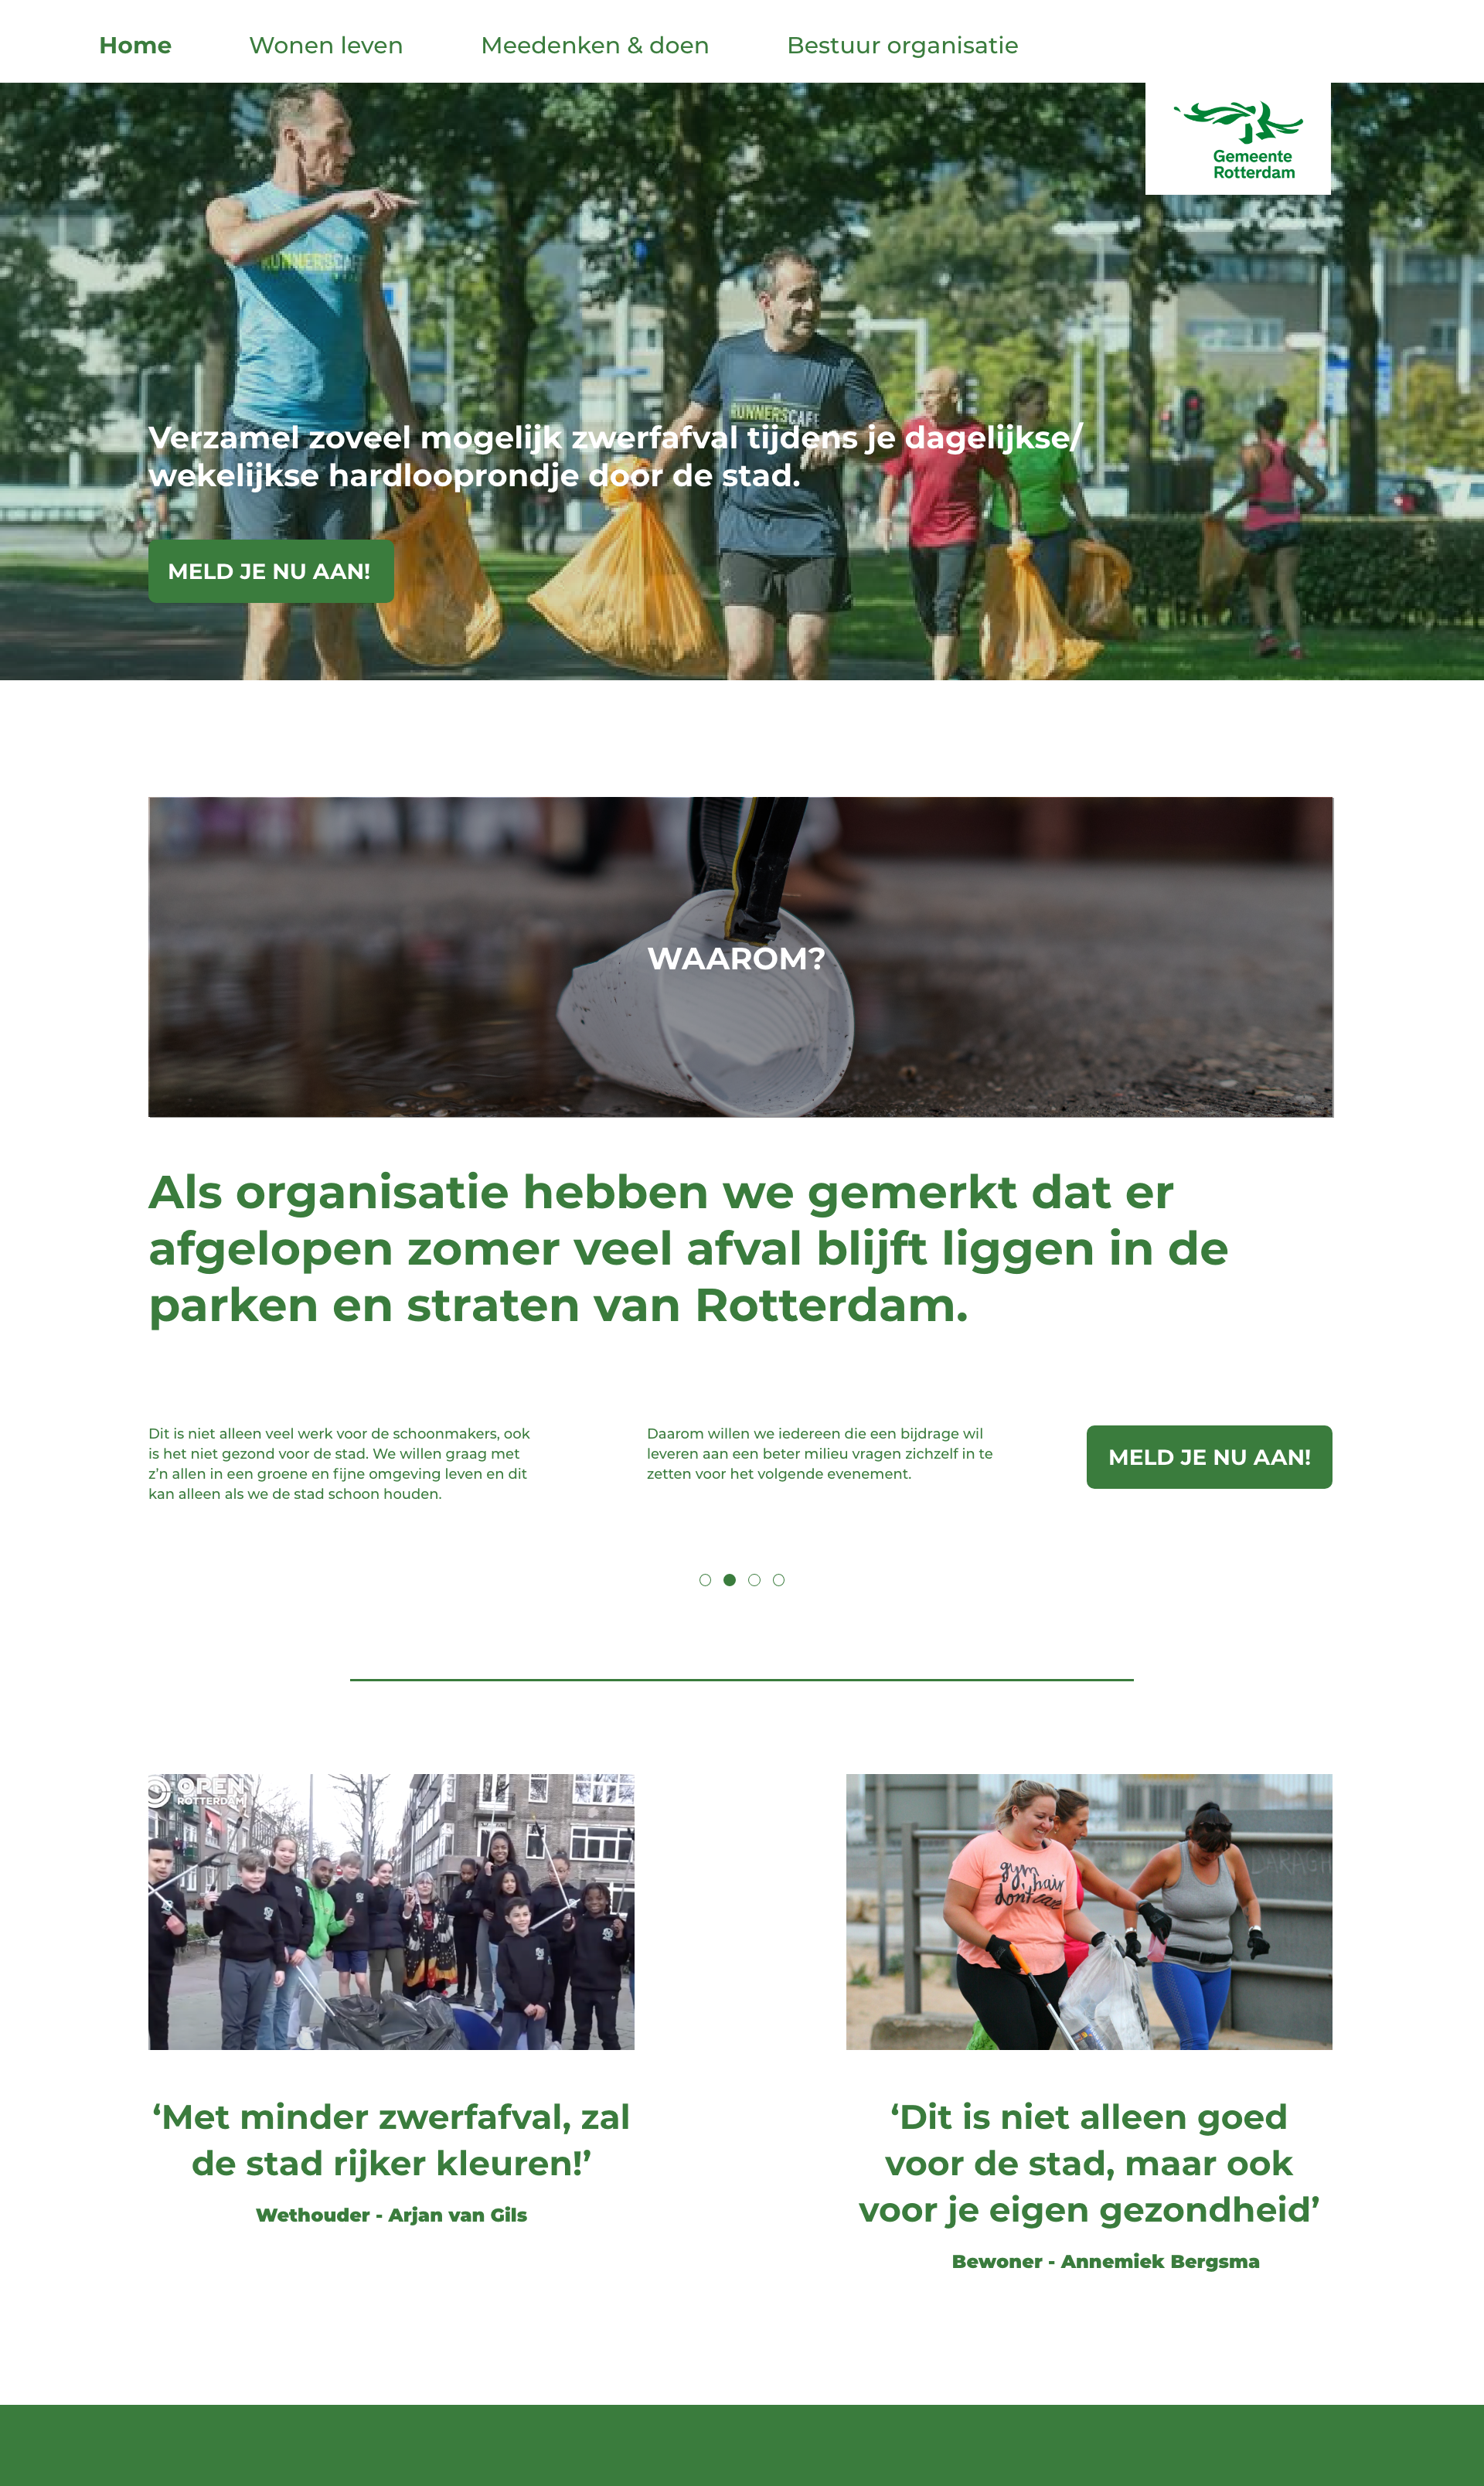 Home
Wonen leven
Meedenken & doen
Bestuur organisatie
Gemeente
Rotterdam
RUNNERSCAFE
RUNNERSCAFE
Verzamel zoveel mogelijk zwerfafval tijdens je dagelijkse/
wekelijkse hardlooprondje door de stad.
MELD JE NU AAN!
WAAROM?
Als organisatie hebben we gemerkt dat er
afgelopen zomer veel afval blijft liggen in de
parken en straten van Rotterdam.
Dit is niet alleen veel werk voor de schoonmakers, ook
is het niet gezond voor de stad. We willen graag met
z’n allen in een groene en fijne omgeving leven en dit
kan alleen als we de stad schoon houden.
Daarom willen we iedereen die een bijdrage wil
leveren aan een beter milieu vragen zichzelf in te
zetten voor het volgende evenement.
MELD JE NU AAN!
OPEN
ROTTERDAM
gym
hair
don't care
DARAGH
‘Met minder zwerfafval, zal
de stad rijker kleuren!’
Wethouder - Arjan van Gils
‘Dit is niet alleen goed
voor de stad, maar ook
voor je eigen gezondheid’
Bewoner - Annemiek Bergsma